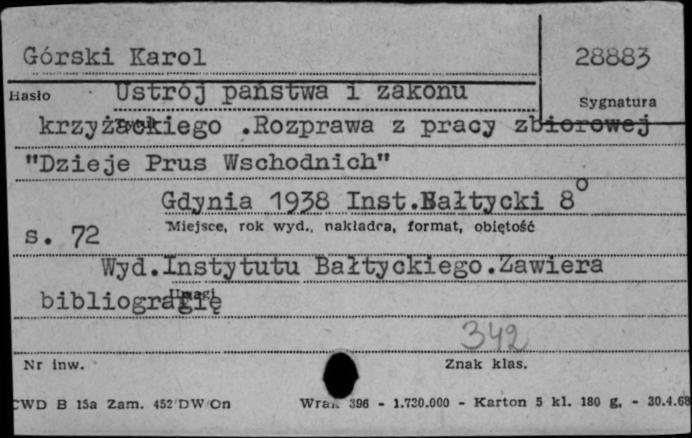 Górski Karol 28883
Hasło Ustrój państwa i zakonu Sygnatura
krzyżackiego .Rozprawa z pracy zbiorowej
"Dzieje Prus Wschodnich"
Gdynia 1938 Inst.Bałtycki 8°
s. 72 Miejsce, rok wyd., nakładca, format, objętość
Wyd.Instytutu Bałtyckiego.Zawiera
Uwagi
bibliografię
342
Nr inw. Znak klas.
CWD B 15a Zam. 452 DW/On 396 - 1.730.000 - Karton 5 kl. 180 g, - 30.4.68